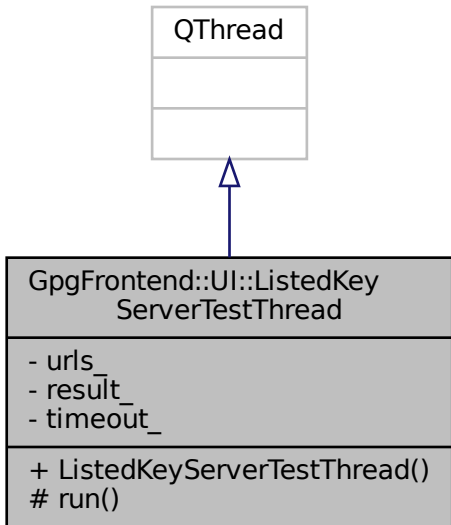 QThread
GpgFrontend::UI::ListedKey
ServerTestThread
- urls_
- result_
- timeout_
+ ListedKeyServerTestThread()
# run()